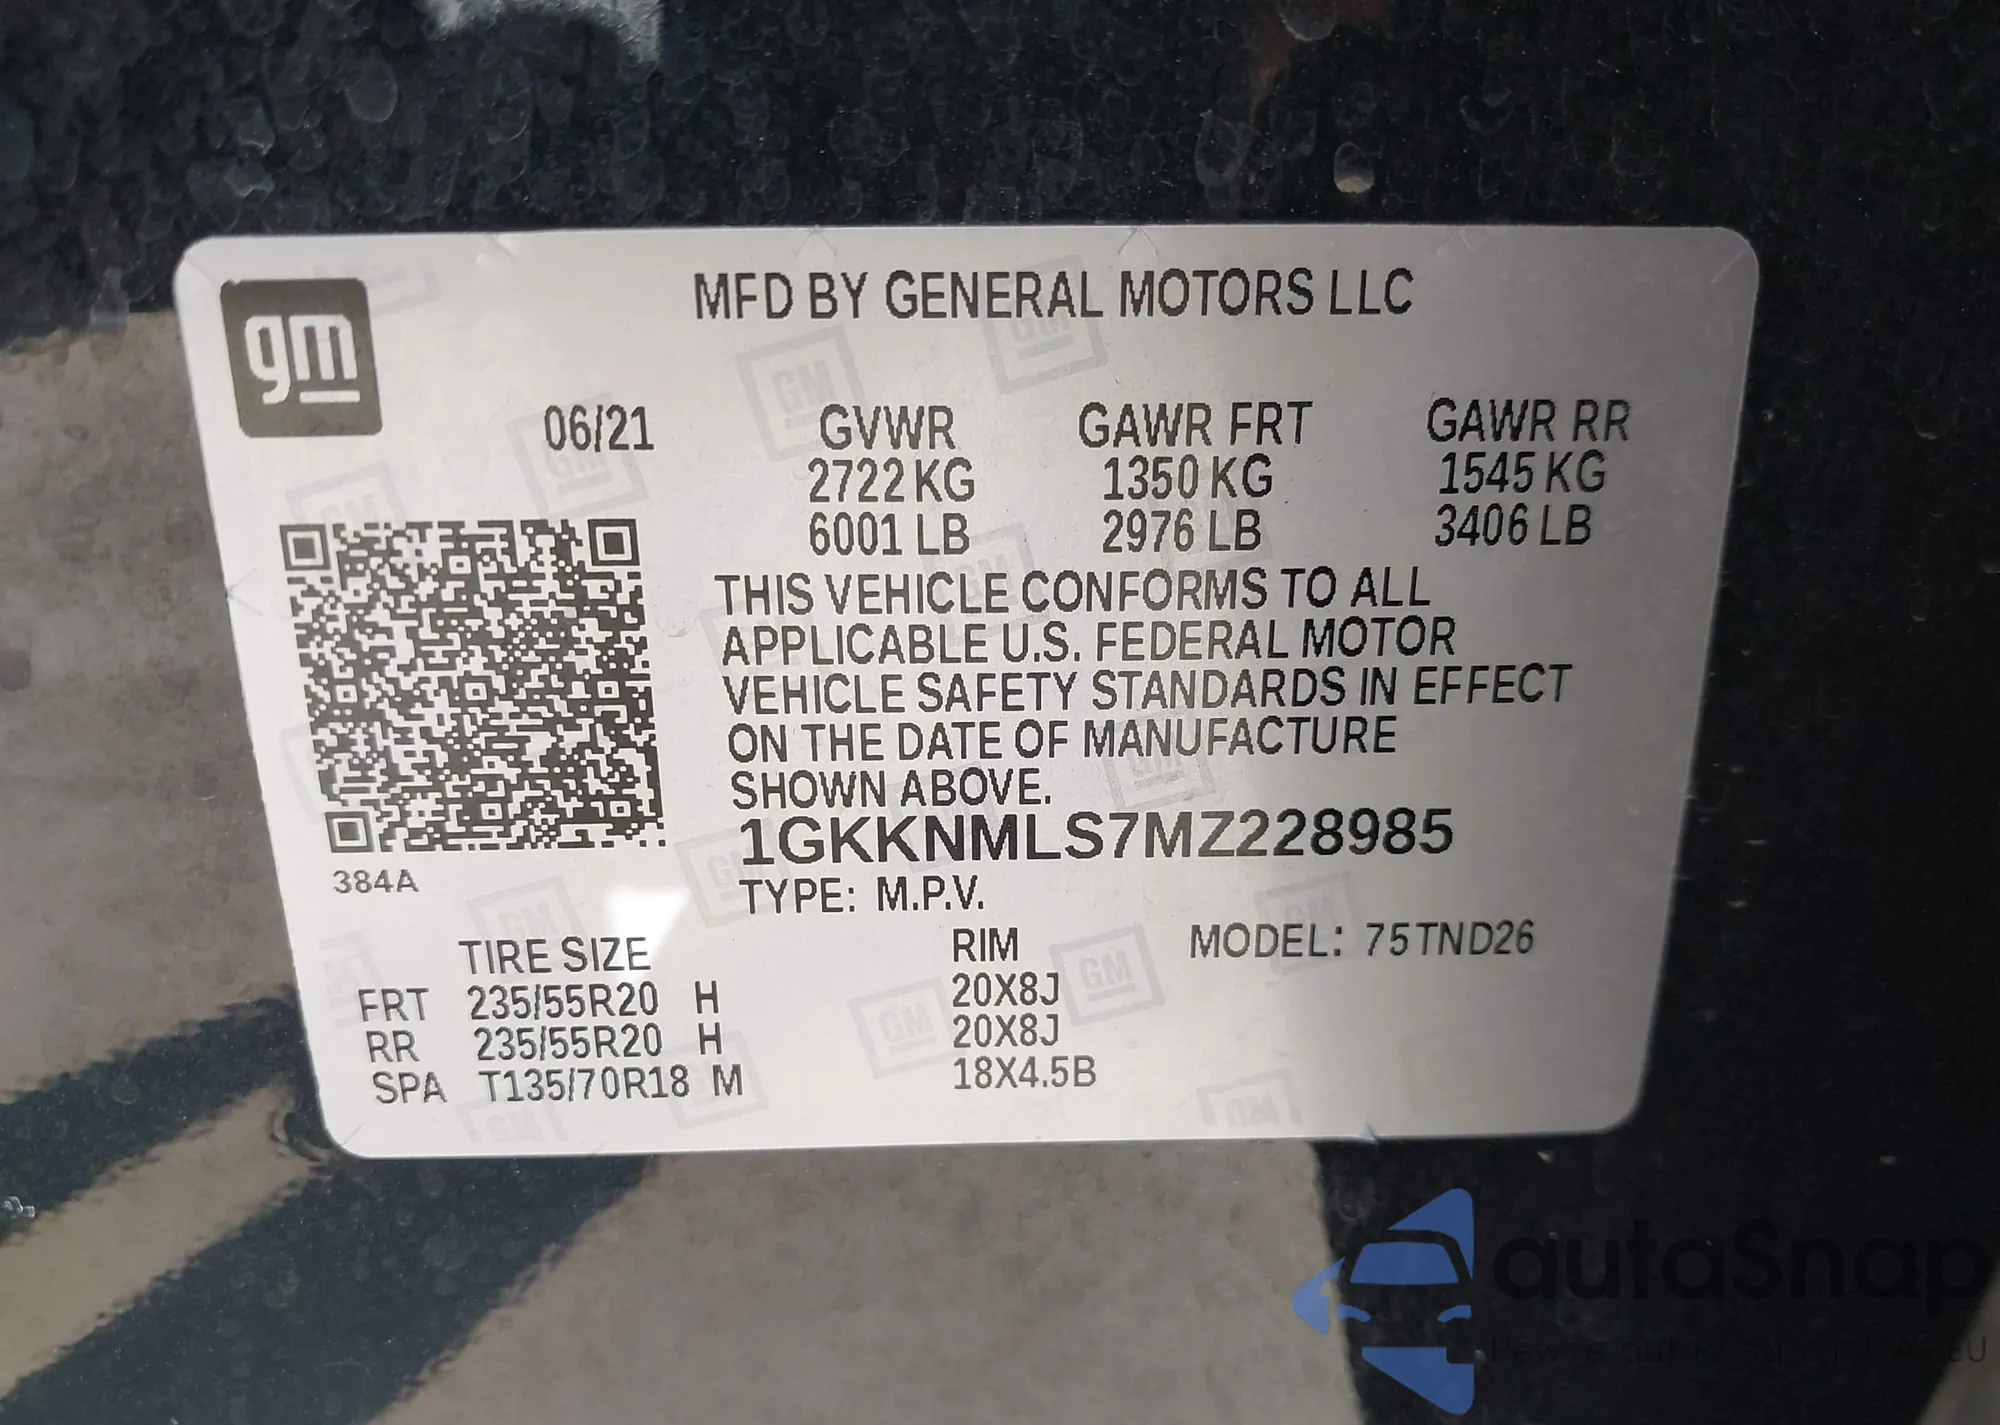 gm
MFD BY GENERAL MOTORS LLC
06/21 GVWR GAWR FRT GAWR RR
2722 KG 1350 KG 1545 KG
6001 LB 2976 LB 3406 LB
THIS VEHICLE CONFORMS TO ALL
APPLICABLE U.S. FEDERAL MOTOR
VEHICLE SAFETY STANDARDS IN EFFECT
ON THE DATE OF MANUFACTURE
SHOWN ABOVE.
1GKKNMLS7MZ228985
384A
TYPE: M.P.V.
TIRE SIZE RIM MODEL: 75TND26
FRT 235/55R20 H 20X8J
RR 235/55R20 H 20X8J
SPA T135/70R18 M 18X4.5B
autaSnap